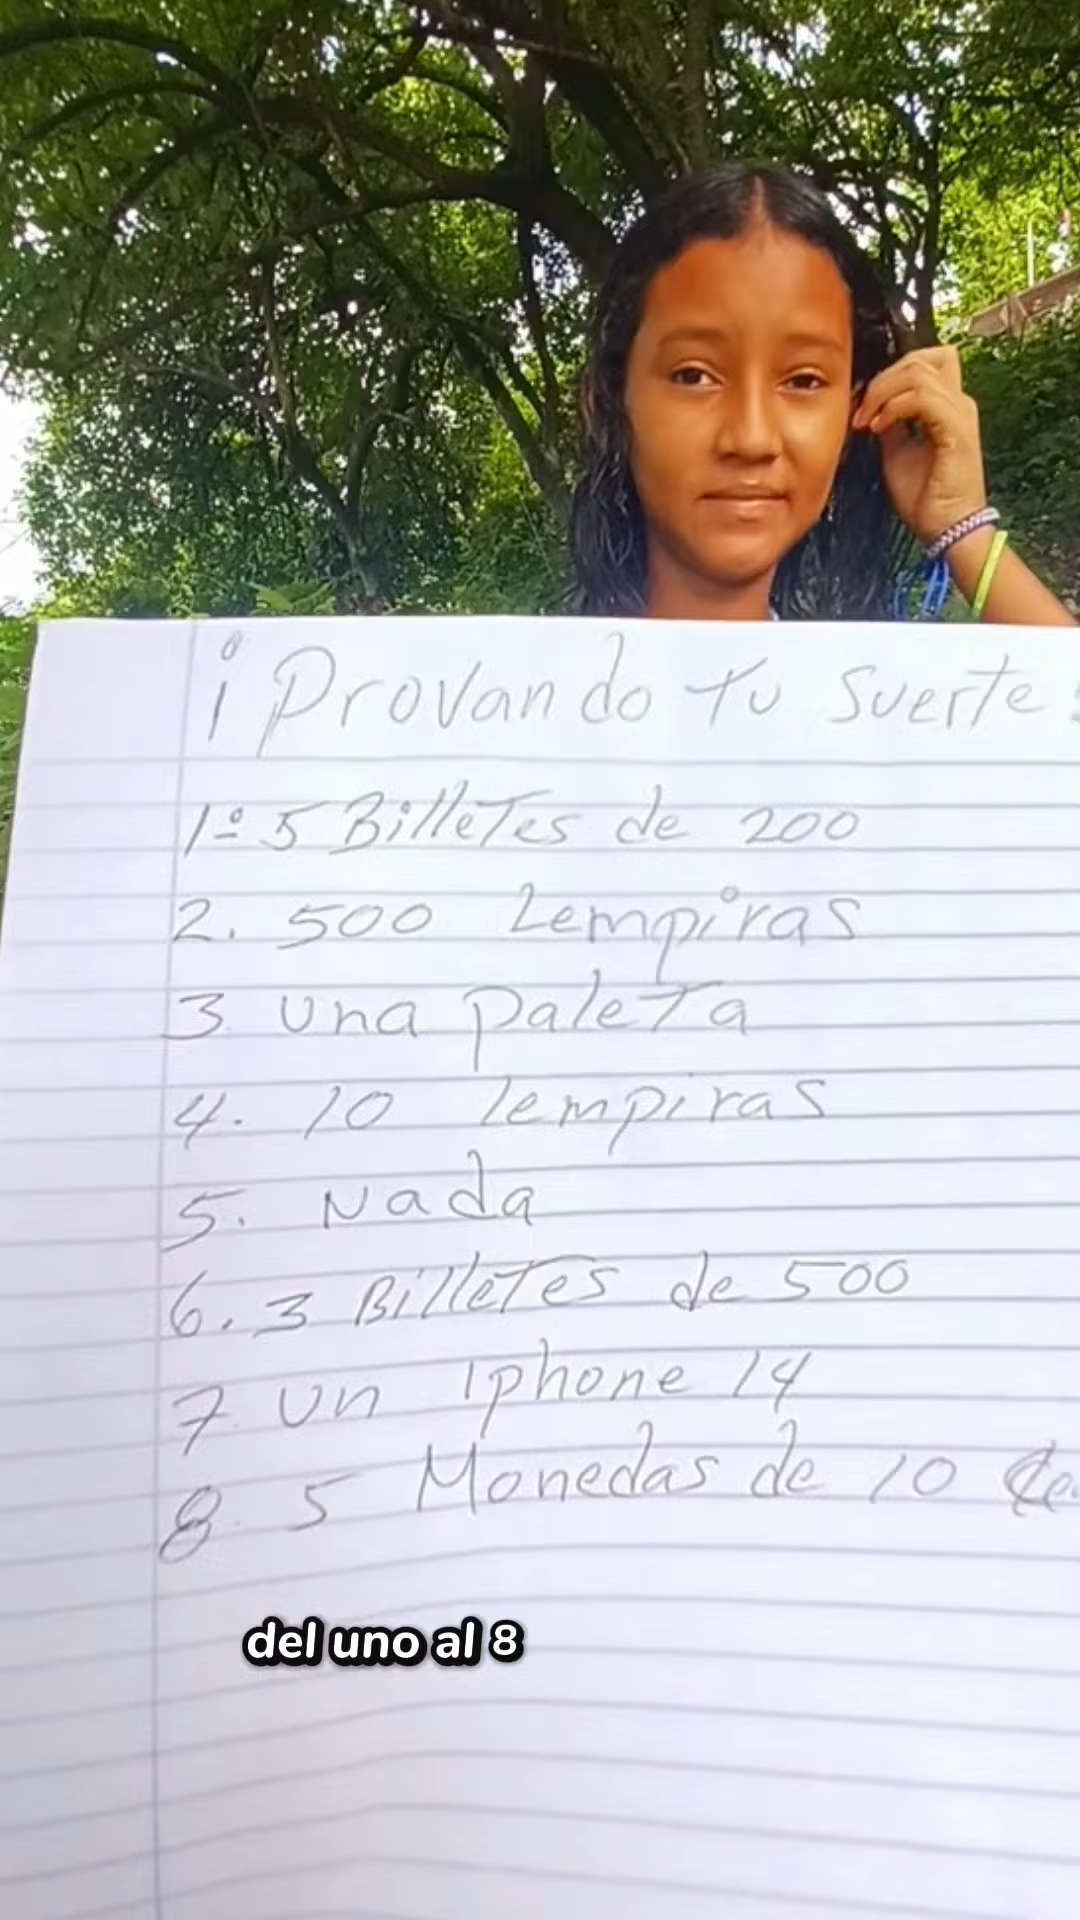 ¡Provando tu suerte!
1º 5 Billetes de 200
2. 500 Lempiras
3. una paleta
4. 10 lempiras
5. Nada
6. 3 Billetes de 500
7. un Iphone 14
8. 5 Monedas de 10
del uno al 8